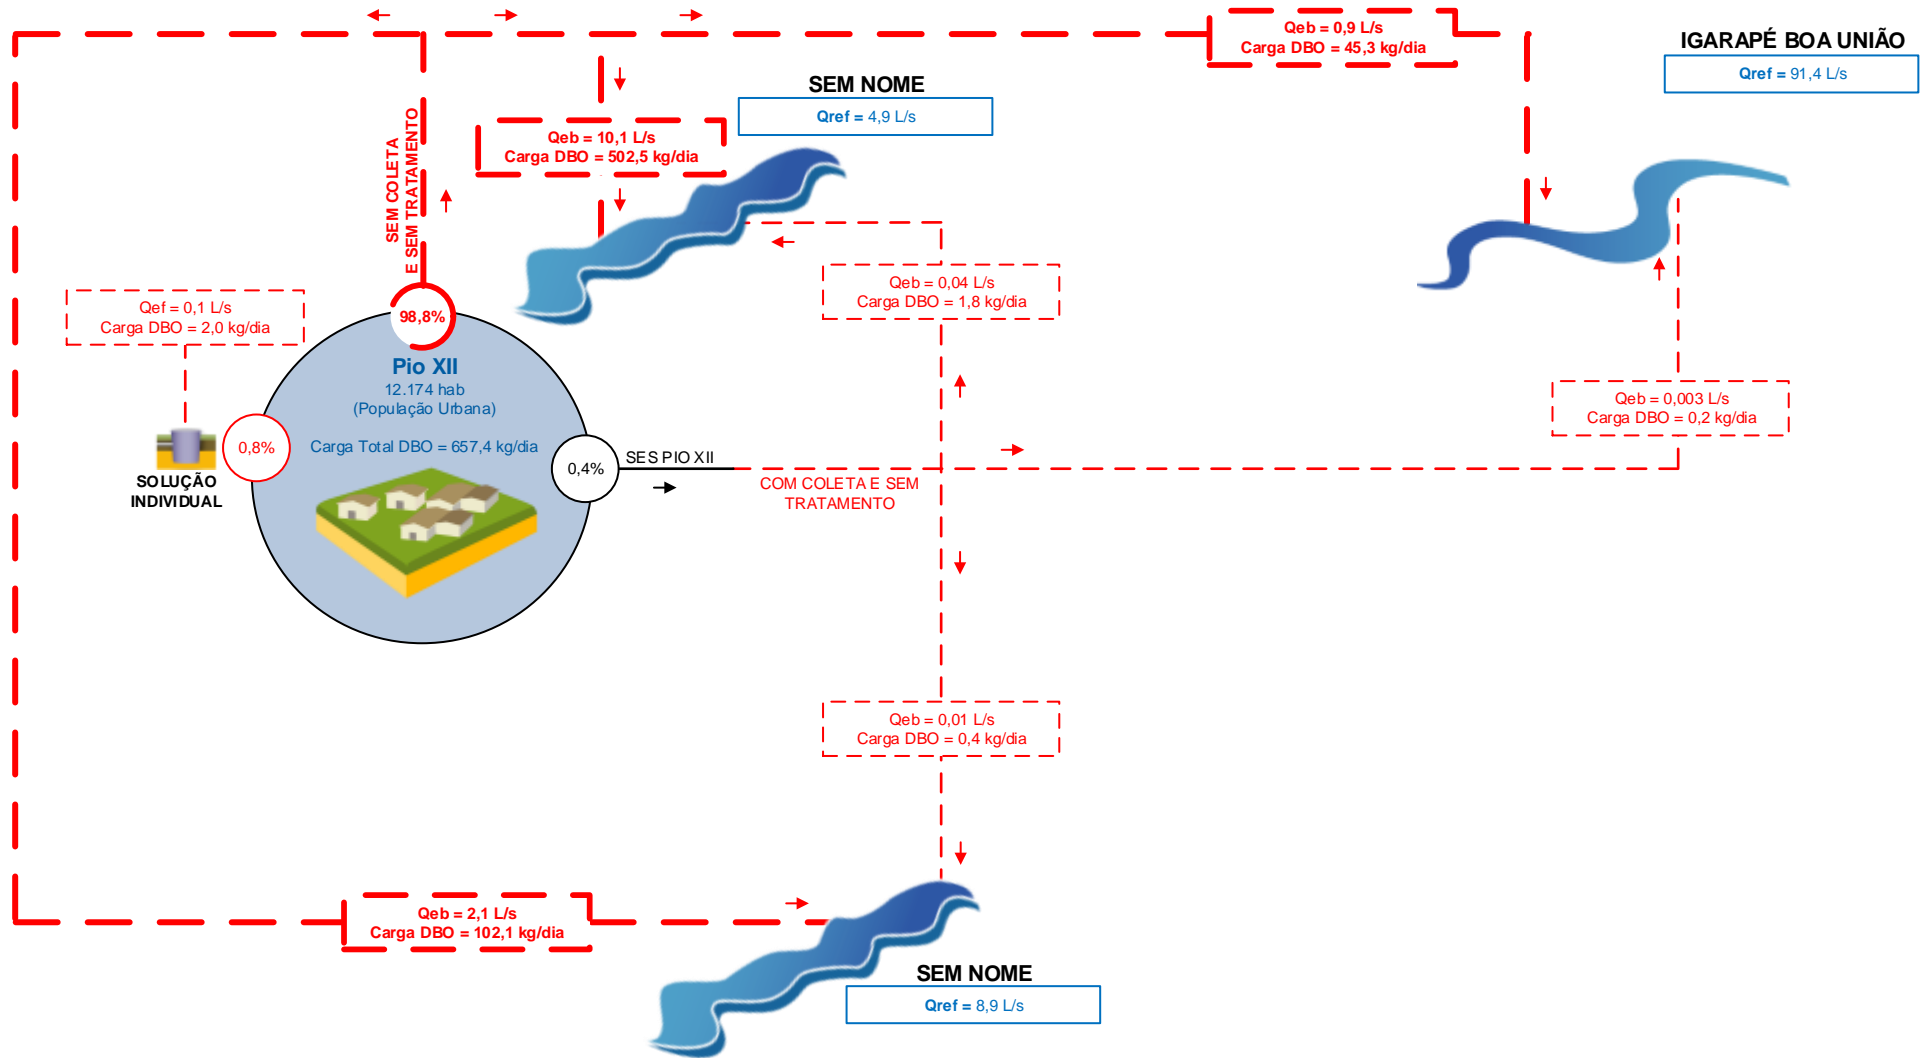 Qeb = 0,9 L/s
Carga DBO = 45,3 kg/dia
IGARAPÉ BOA UNIÃO
Qref = 91,4 L/s
SEM NOME
Qref = 4,9 L/s
Qeb = 10,1 L/s
Carga DBO = 502,5 kg/dia
SEM COLETA
E SEM TRATAMENTO
Qeb = 0,04 L/s
Carga DBO = 1,8 kg/dia
Qef = 0,1 L/s
Carga DBO = 2,0 kg/dia
98,8%
Pio XII
12.174 hab
(População Urbana)
Carga Total DBO = 657,4 kg/dia
0,8%
SOLUÇÃO
INDIVIDUAL
0,4%
SES PIO XII
COM COLETA E SEM
TRATAMENTO
Qeb = 0,003 L/s
Carga DBO = 0,2 kg/dia
Qeb = 0,01 L/s
Carga DBO = 0,4 kg/dia
Qeb = 2,1 L/s
Carga DBO = 102,1 kg/dia
SEM NOME
Qref = 8,9 L/s